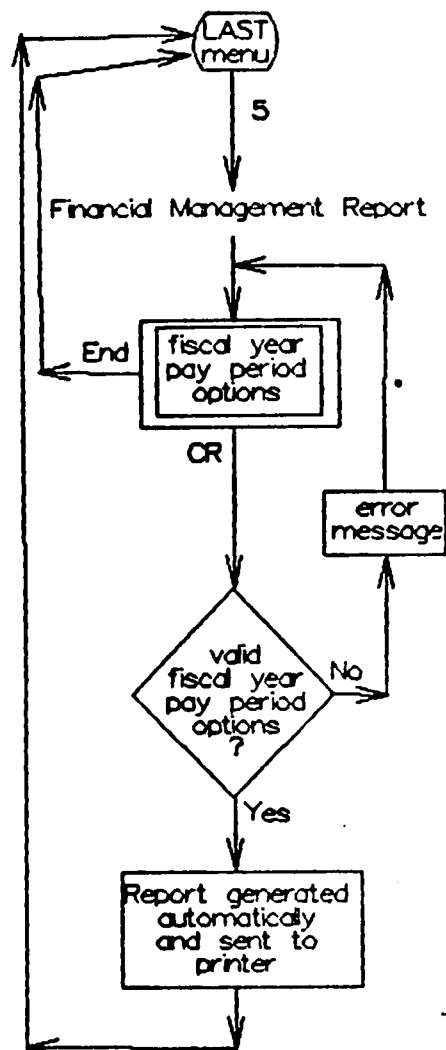 LAST
menu
5
Financial Management Report
End
fiscal year
pay period
options
CR
error
message
valid
fiscal year
pay period
options
?
No
Yes
Report generated
automatically
and sent to
printer